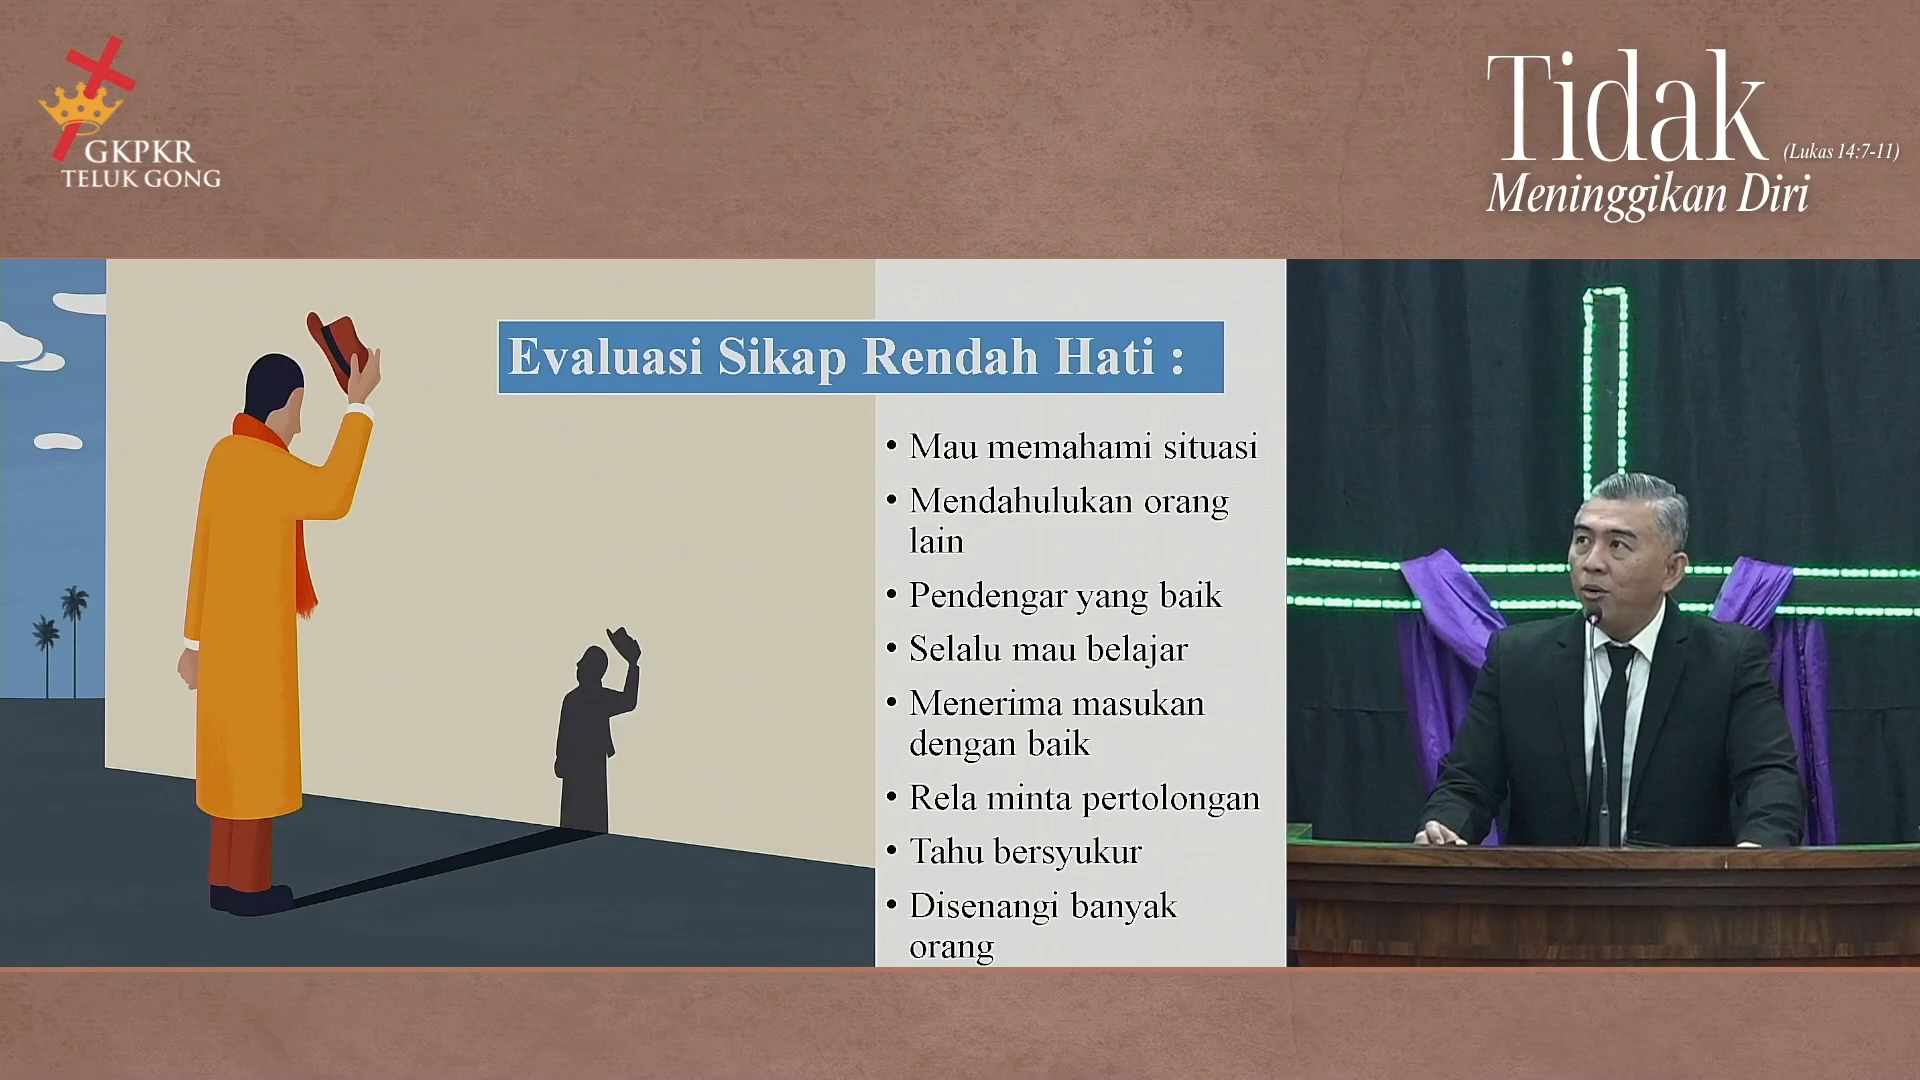 GKPKR
TELUK GONG
Tidak
(Lukas 14:7-11)
Meninggikan Diri
Evaluasi Sikap Rendah Hati :
• Mau memahami situasi
• Mendahulukan orang
lain
• Pendengar yang baik
• Selalu mau belajar
• Menerima masukan
dengan baik
• Rela minta pertolongan
• Tahu bersyukur
• Disenangi banyak
orang